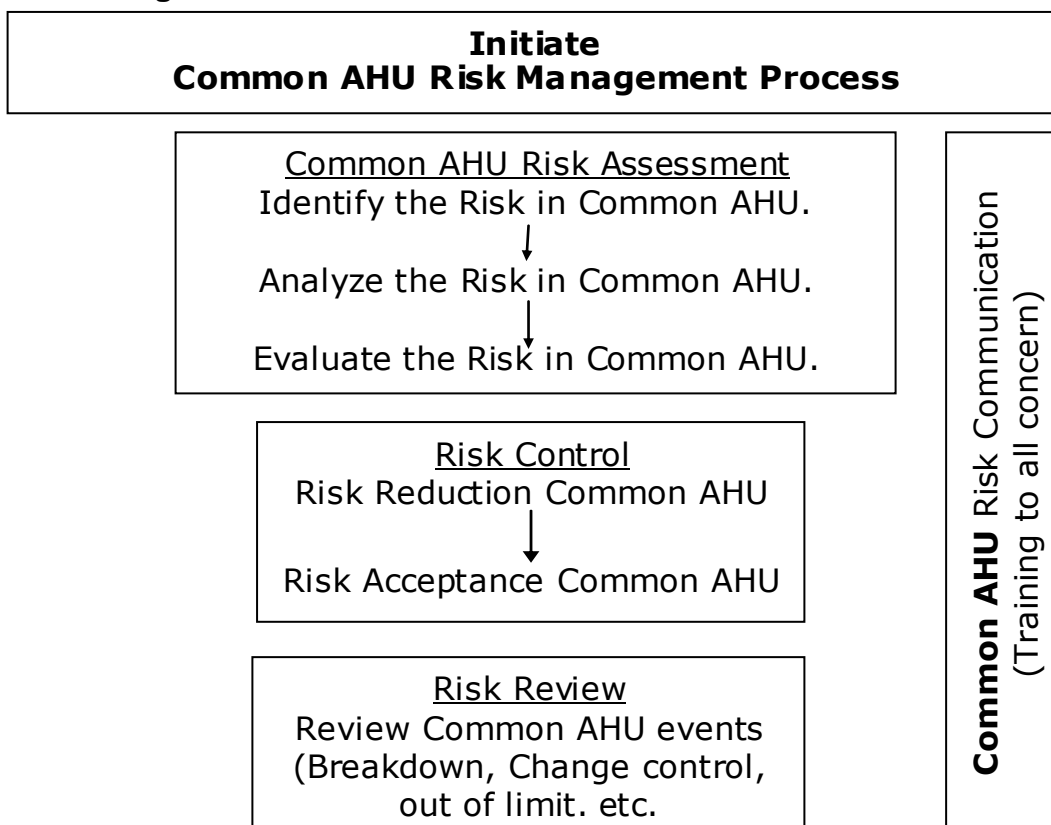 Initiate
Common AHU Risk Management Process
Common AHU Risk Assessment
Identify the Risk in Common AHU.
Analyze the Risk in Common AHU.
Evaluate the Risk in Common AHU.
Risk Control
Risk Reduction Common AHU
Risk Acceptance Common AHU
Risk Review
Review Common AHU events
(Breakdown, Change control,
out of limit. etc.
Common AHU Risk Communication
(Training to all concern)